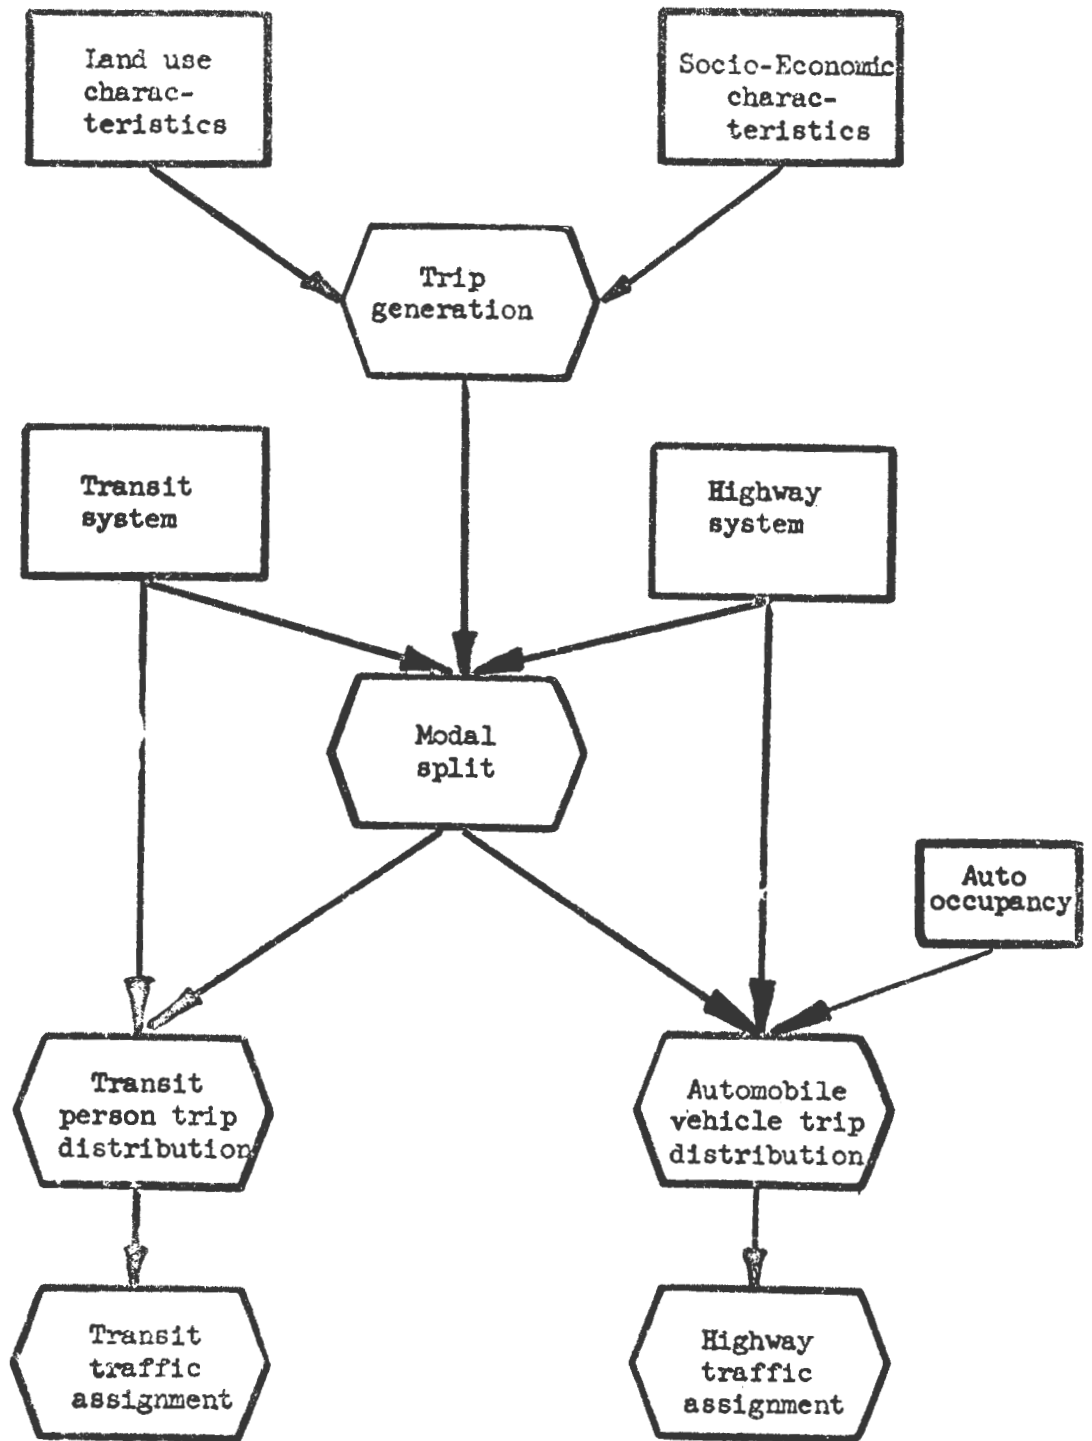 Land use
charac-
teristics
Socio-Economic
charac-
teristics
Trip
generation
Transit
system
Highway
system
Modal
split
Auto
occupancy
Transit
person trip
distribution
Automobile
vehicle trip
distribution
Transit
traffic
assignment
Highway
traffic
assignment